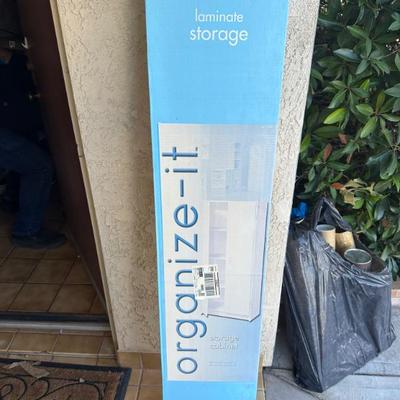 laminate
storage
organize-it
storage
cabinet